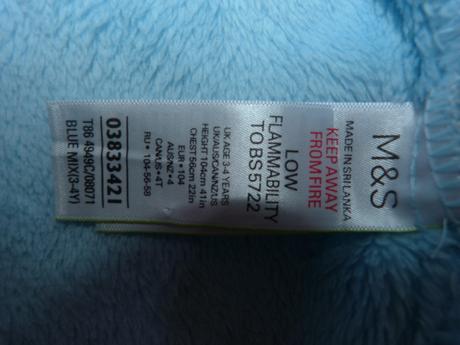 M&S
MADE IN SRI LANKA
KEEP AWAY
FROM FIRE
LOW
FLAMMABILITY
TO BS 5722
UK AGE 3-4 YEARS
UK/AUS/CAN/NZ/US
HEIGHT 104cm 41in
CHEST 56cm 22in
EUR • 104
AUS/NZ • 4
CAN/US • 4T
RU • 104-56-58
03833421
T86 4949C/08071
BLUE MIX(3-4Y)